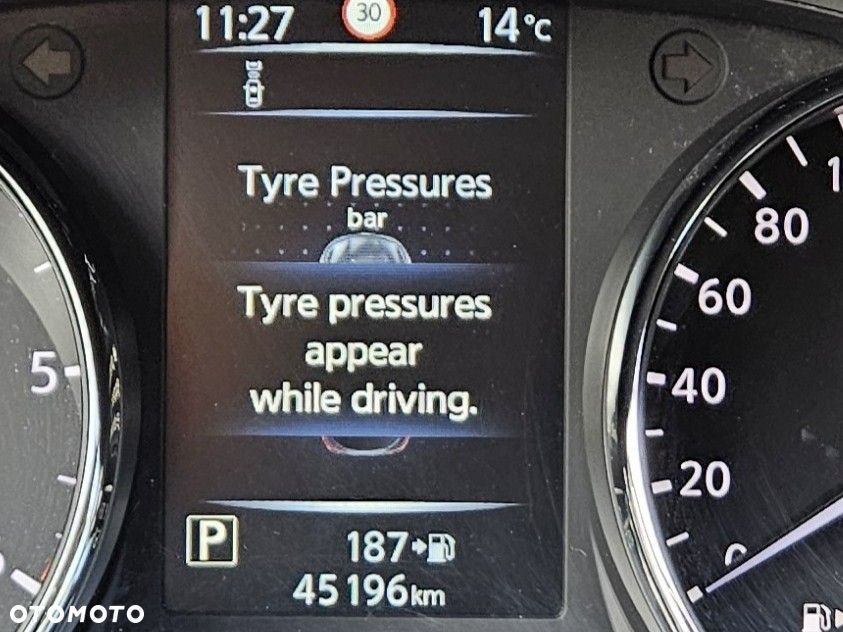 11:27 30 14°C
Tyre Pressures
bar
Tyre pressures
appear
while driving.
P 187
45196km
5
80
60
40
20
0
OTOMOTO